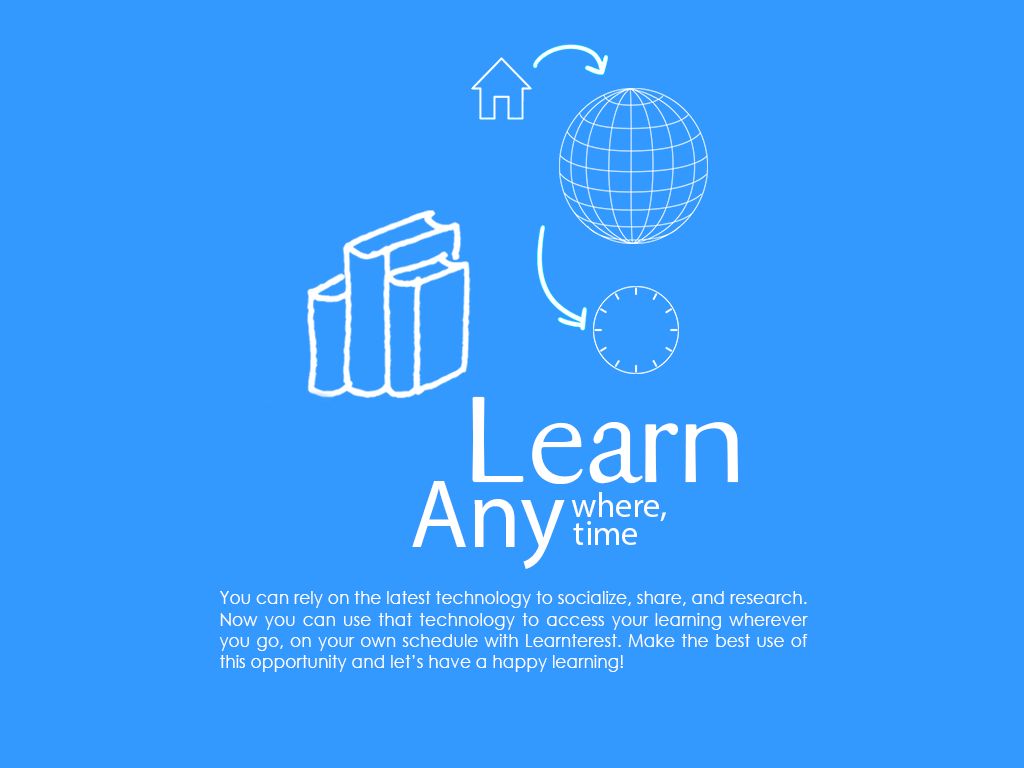 Learn
Any where,
time
You can rely on the latest technology to socialize, share, and research.
Now you can use that technology to access your learning wherever
you go, on your own schedule with Learnterest. Make the best use of
this opportunity and let’s have a happy learning!